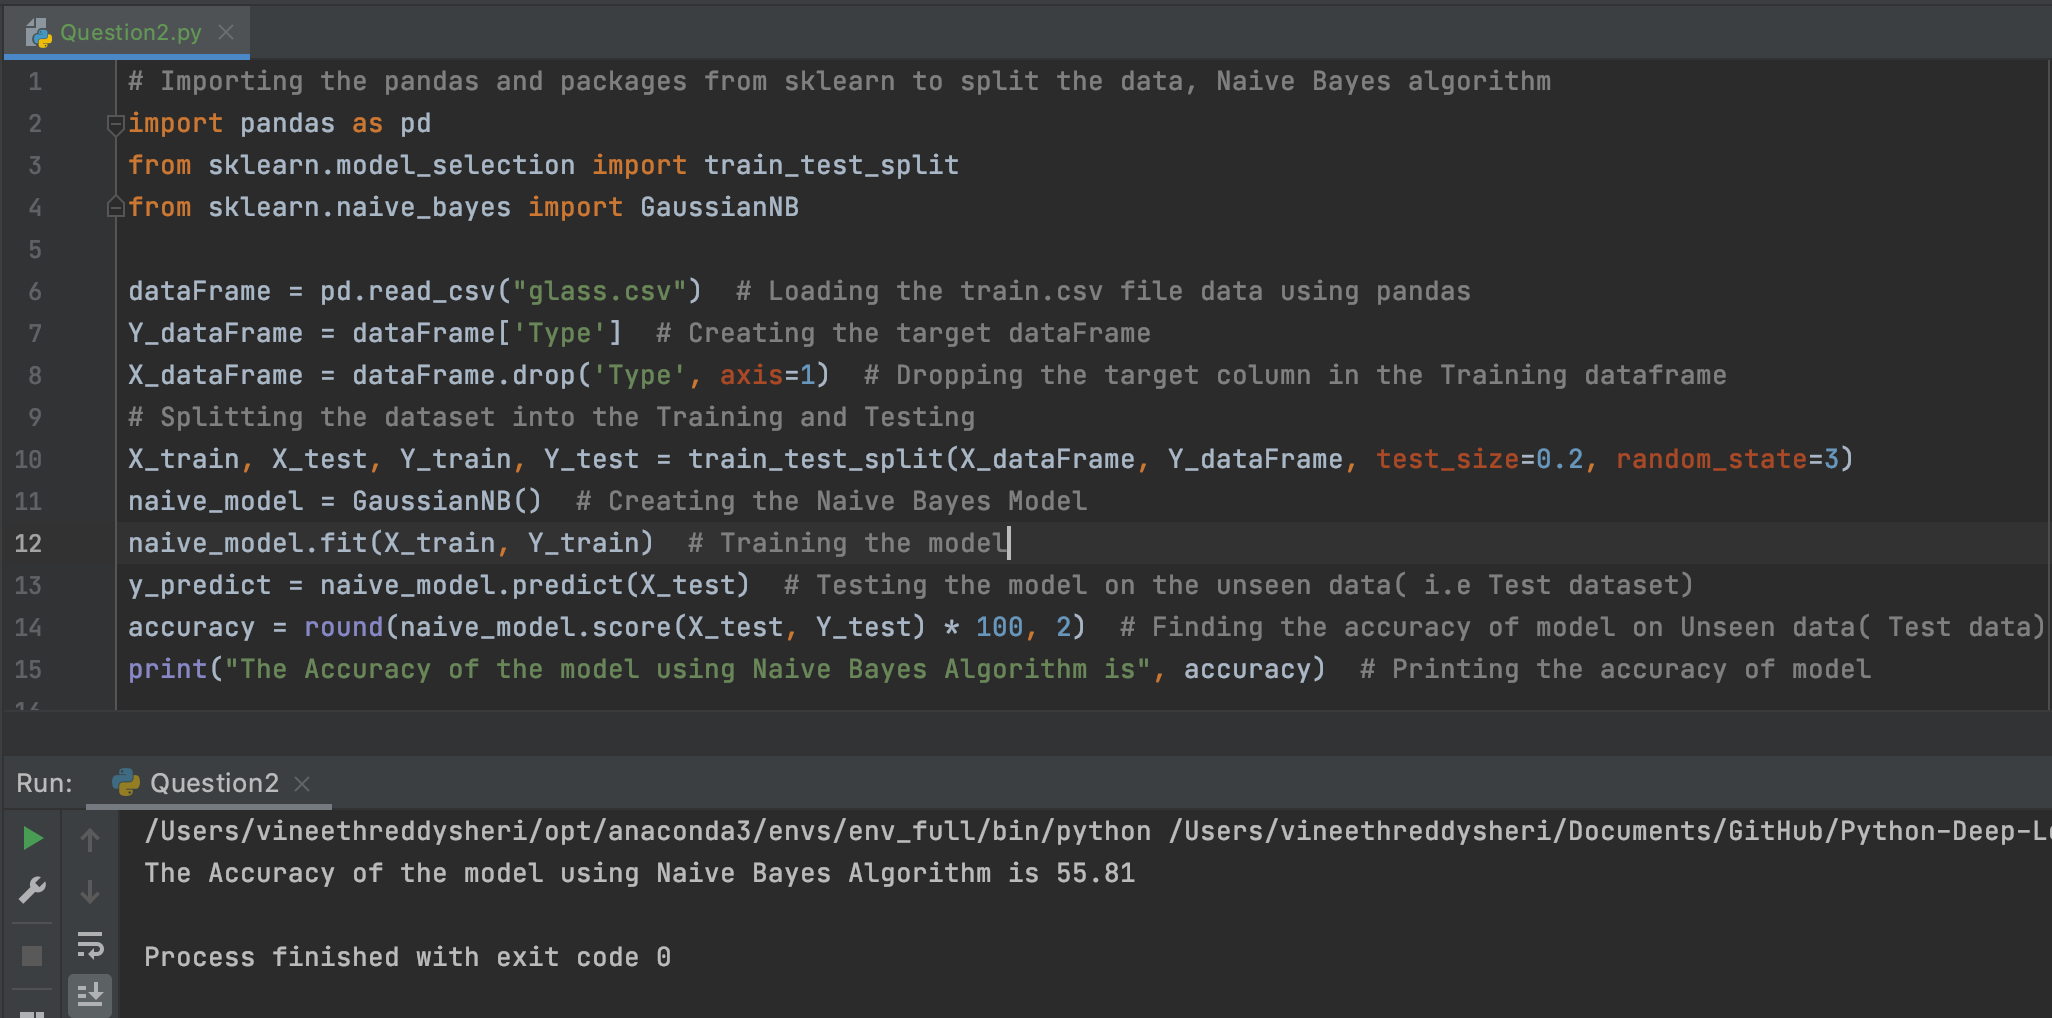 Question2.py
1 # Importing the pandas and packages from sklearn to split the data, Naive Bayes algorithm
2 import pandas as pd
3 from sklearn.model_selection import train_test_split
4 from sklearn.naive_bayes import GaussianNB
5
6 dataFrame = pd.read_csv("glass.csv")  # Loading the train.csv file data using pandas
7 Y_dataFrame = dataFrame['Type']  # Creating the target dataFrame
8 X_dataFrame = dataFrame.drop('Type', axis=1)  # Dropping the target column in the Training dataframe
9 # Splitting the dataset into the Training and Testing
10 X_train, X_test, Y_train, Y_test = train_test_split(X_dataFrame, Y_dataFrame, test_size=0.2, random_state=3)
11 naive_model = GaussianNB()  # Creating the Naive Bayes Model
12 naive_model.fit(X_train, Y_train)  # Training the model
13 y_predict = naive_model.predict(X_test)  # Testing the model on the unseen data( i.e Test dataset)
14 accuracy = round(naive_model.score(X_test, Y_test) * 100, 2)  # Finding the accuracy of model on Unseen data( Test data)
15 print("The Accuracy of the model using Naive Bayes Algorithm is", accuracy)  # Printing the accuracy of model
16
Run: Question2
/Users/vineethreddysheri/opt/anaconda3/envs/env_full/bin/python /Users/vineethreddysheri/Documents/GitHub/Python-Deep-Le
The Accuracy of the model using Naive Bayes Algorithm is 55.81
Process finished with exit code 0